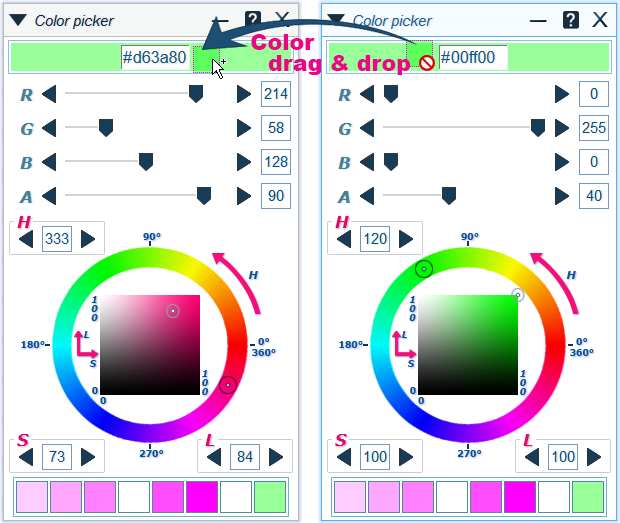 Color picker
#d63a80
R 214
G 58
B 128
A 90
H
333
90°
H
100
L
180°
S
0°
360°
0
0
100
270°
S
73
L
84
Color
drag & drop
Color picker
#00ff00
R 0
G 255
B 0
A 40
H
120
90°
H
100
L
180°
S
0°
360°
0
0
100
270°
S
100
L
100